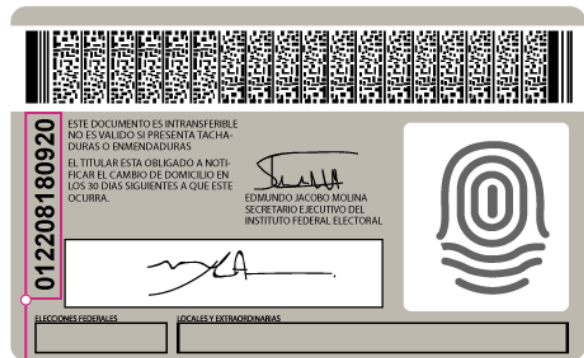 0122081180920
ESTE DOCUMENTO ES INTRANSFERIBLE
NO ES VALIDO SI PRESENTA TACHA-
DURAS O ENMENDADURAS
EL TITULAR ESTA OBLIGADO A NOTI-
FICAR EL CAMBIO DE DOMICILIO EN
LOS 30 DIAS SIGUIENTES A QUE ESTE
OCURRA.
EDMUNDO JACOBO MOLINA
SECRETARIO EJECUTIVO DEL
INSTITUTO FEDERAL ELECTORAL
ELECCIONES FEDERALES
LOCALES Y EXTRAORDINARIAS